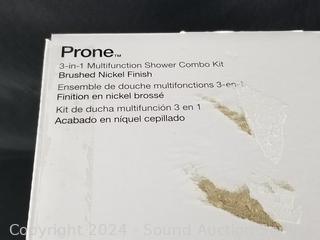 Prone™
3-in-1 Multifunction Shower Combo Kit
Brushed Nickel Finish
Ensemble de douche multifonctions 3-en-1
Finition en nickel brossé
Kit de ducha multifunción 3 en 1
Acabado en níquel cepillado
Copyright 2024 - Sound Auction